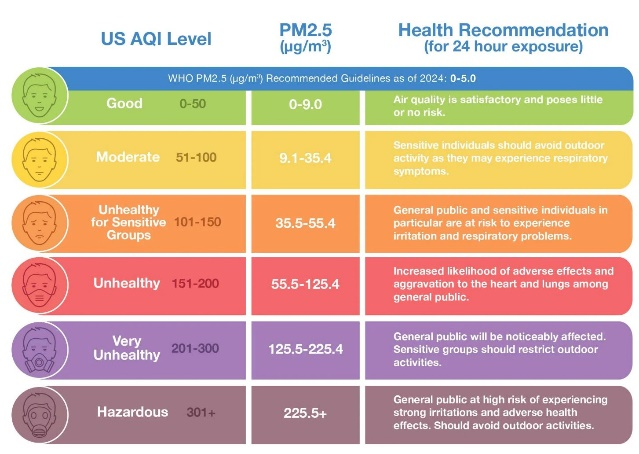 US AQI Level
PM2.5
(µg/m³)
Health Recommendation
(for 24 hour exposure)
WHO PM2.5 (µg/m³) Recommended Guidelines as of 2024: 0-5.0
Good 0-50
0-9.0
Air quality is satisfactory and poses little
or no risk.
Moderate 51-100
9.1-35.4
Sensitive individuals should avoid outdoor
activity as they may experience respiratory
symptoms.
Unhealthy
for Sensitive 101-150
Groups
35.5-55.4
General public and sensitive individuals in
particular are at risk to experience
irritation and respiratory problems.
Unhealthy 151-200
55.5-125.4
Increased likelihood of adverse effects and
aggravation to the heart and lungs among
general public.
Very
Unhealthy 201-300
125.5-225.4
General public will be noticeably affected.
Sensitive groups should restrict outdoor
activities.
Hazardous 301+
225.5+
General public at high risk of experiencing
strong irritations and adverse health
effects. Should avoid outdoor activities.